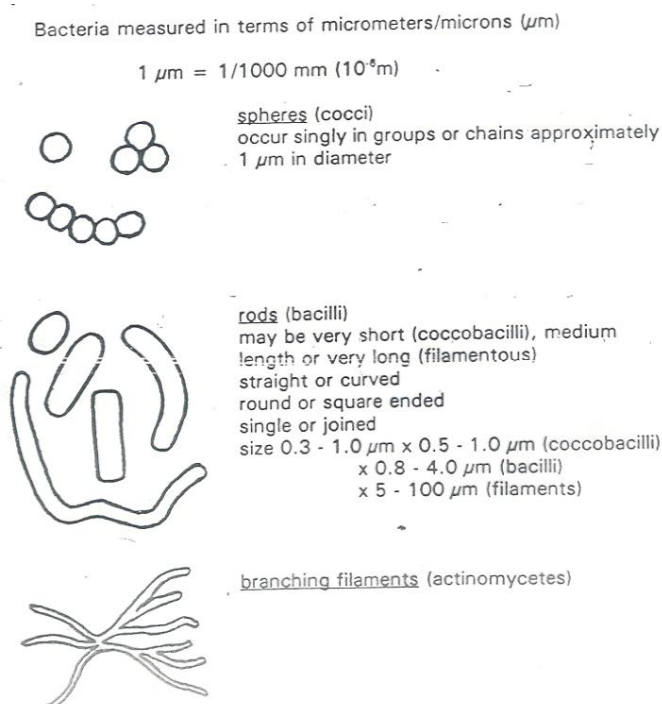 Bacteria measured in terms of micrometers/microns (μm)
1 μm = 1/1000 mm (10⁻⁶m)
spheres (cocci)
occur singly in groups or chains approximately
1 μm in diameter
rods (bacilli)
may be very short (coccobacilli), medium
length or very long (filamentous)
straight or curved
round or square ended
single or joined
size 0.3 - 1.0 μm x 0.5 - 1.0 μm (coccobacilli)
x 0.8 - 4.0 μm (bacilli)
x 5 - 100 μm (filaments)
branching filaments (actinomycetes)